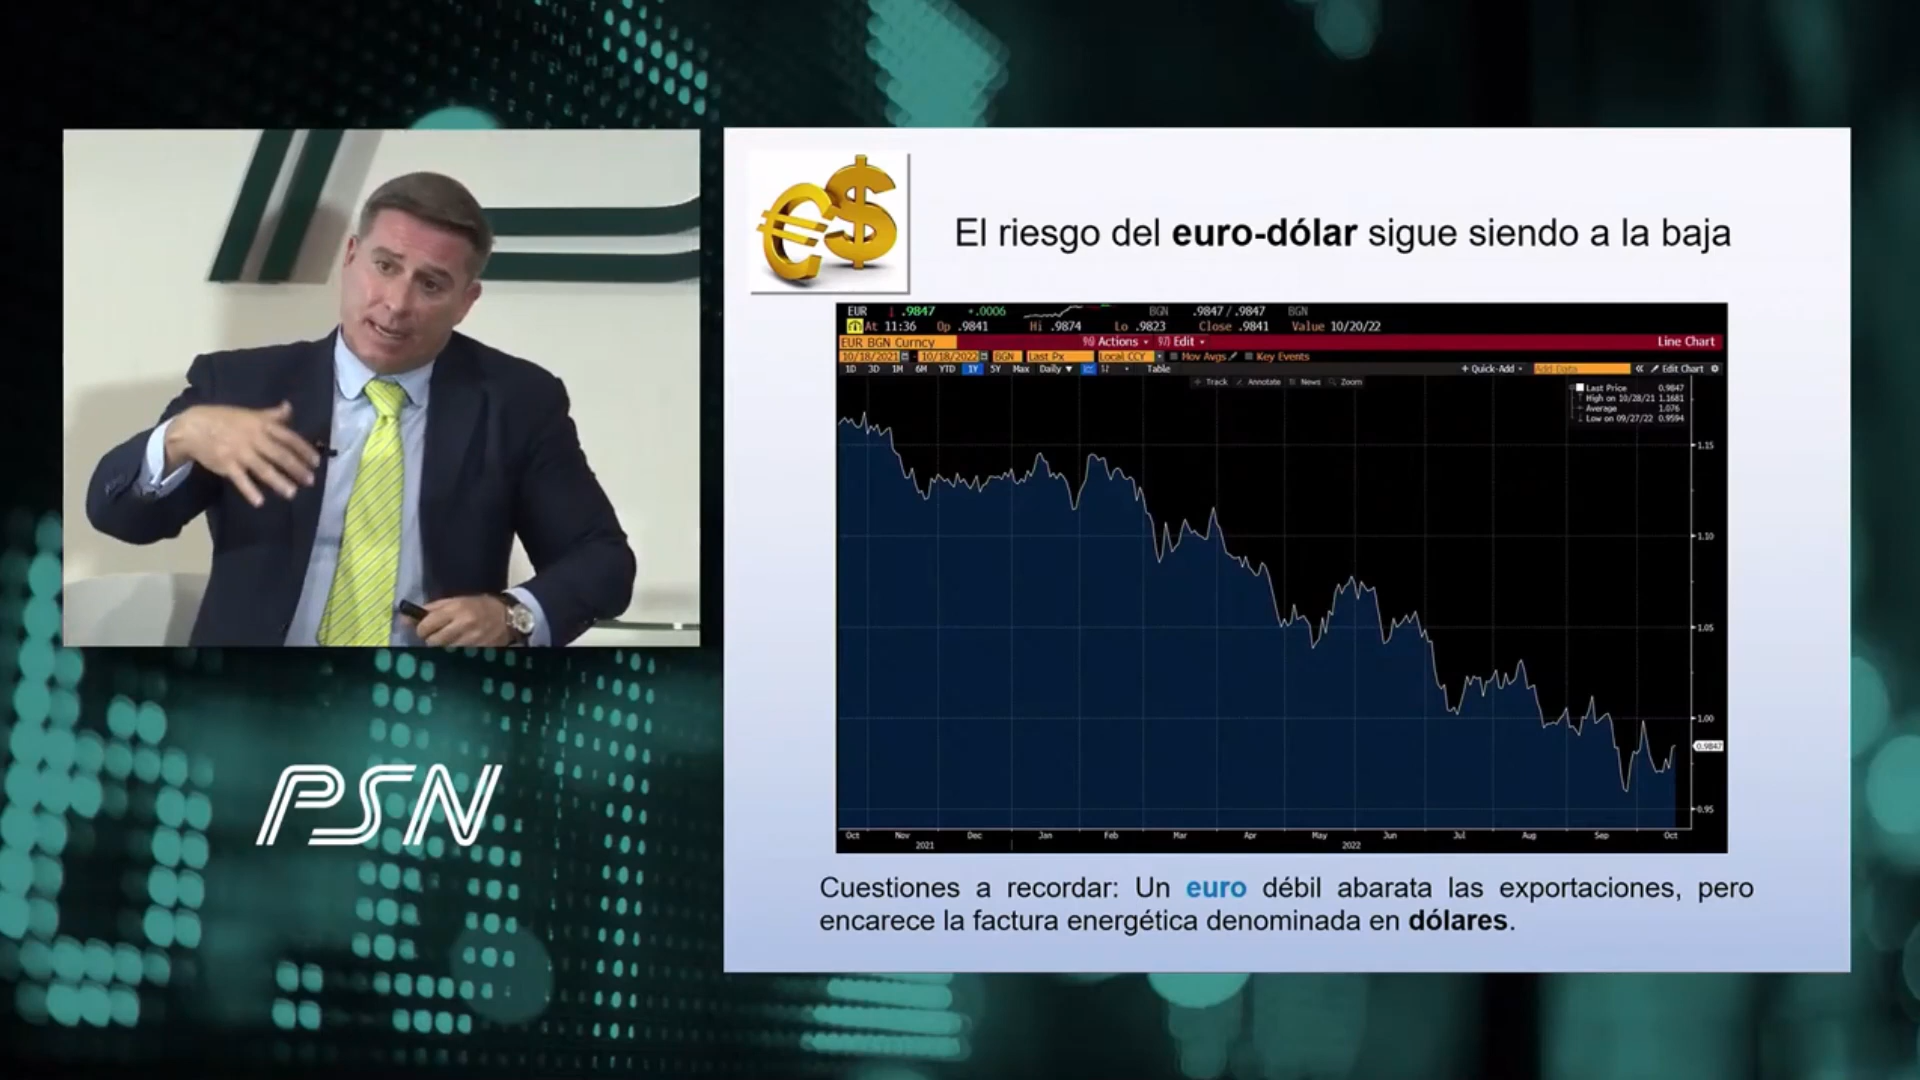 El riesgo del euro-dólar sigue siendo a la baja
EUR ↓ .9847 +.0006 BGN .9847/.9847 BGN
At 11:36 Op .9841 Hi .9874 Lo .9823 Close .9841 Value 10/20/22
EUR BGN Curncy 96) Actions 97) Edit Line Chart
10/18/2021 - 10/18/2022 BGN Last Px Local CCY Mov Avgs Key Events
1D 3D 1M 6M YTD 1Y 5Y Max Daily ▼ Table + Quick-Add Add Data « Edit Chart
+ Track Annotate News Zoom
Last Price 0.9847
High on 10/28/21 1.1681
Average 1.076
Low on 09/27/22 0.9594
1.15
1.10
1.05
1.00
0.9847
0.95
Oct Nov Dec Jan Feb Mar Apr May Jun Jul Aug Sep Oct
2021 2022
Cuestiones a recordar: Un euro débil abarata las exportaciones, pero
encarece la factura energética denominada en dólares.
PSN